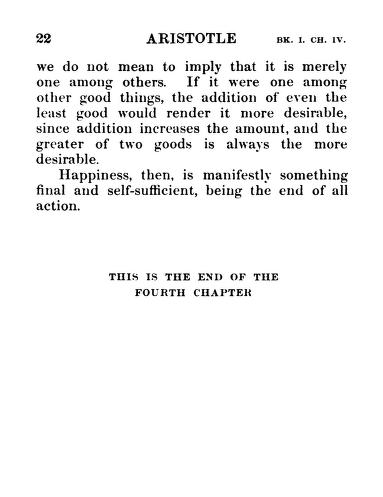 22 ARISTOTLE BK. I. CH. IV.
we do not mean to imply that it is merely
one among others. If it were one among
other good things, the addition of even the
least good would render it more desirable,
since addition increases the amount, and the
greater of two goods is always the more
desirable.
Happiness, then, is manifestly something
final and self-sufficient, being the end of all
action.
THIS IS THE END OF THE
FOURTH CHAPTER